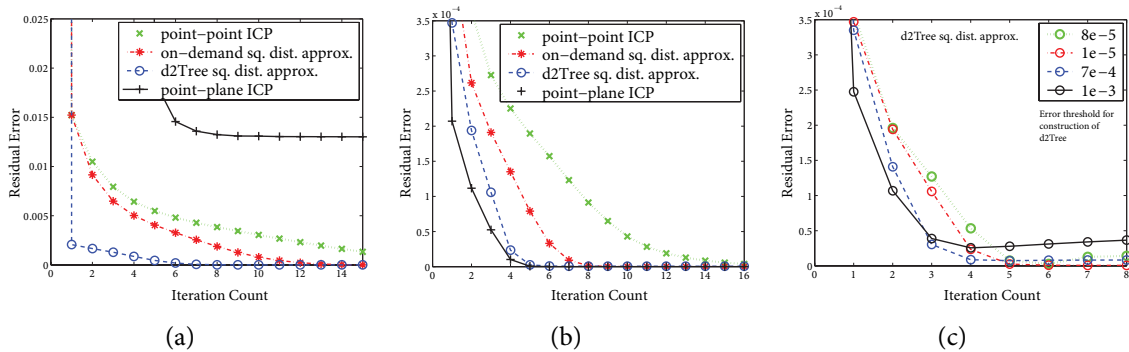 0.025
0.02
0.015
0.01
0.005
0
Residual Error
point-point ICP
on-demand sq. dist. approx.
d2Tree sq. dist. approx.
point-plane ICP
2 4 6 8 10 12 14
Iteration Count
(a)
3.5 x 10⁻⁴
3
2.5
2
1.5
1
0.5
0
Residual Error
point-point ICP
on-demand sq. dist. approx.
d2Tree sq. dist. approx.
point-plane ICP
2 4 6 8 10 12 14 16
Iteration Count
(b)
3.5 x 10⁻⁴
3
2.5
2
1.5
1
0.5
0
Residual Error
d2Tree sq. dist. approx.
8e-5
1e-5
7e-4
1e-3
Error threshold for
construction of
d2Tree
0 1 2 3 4 5 6 7 8
Iteration Count
(c)